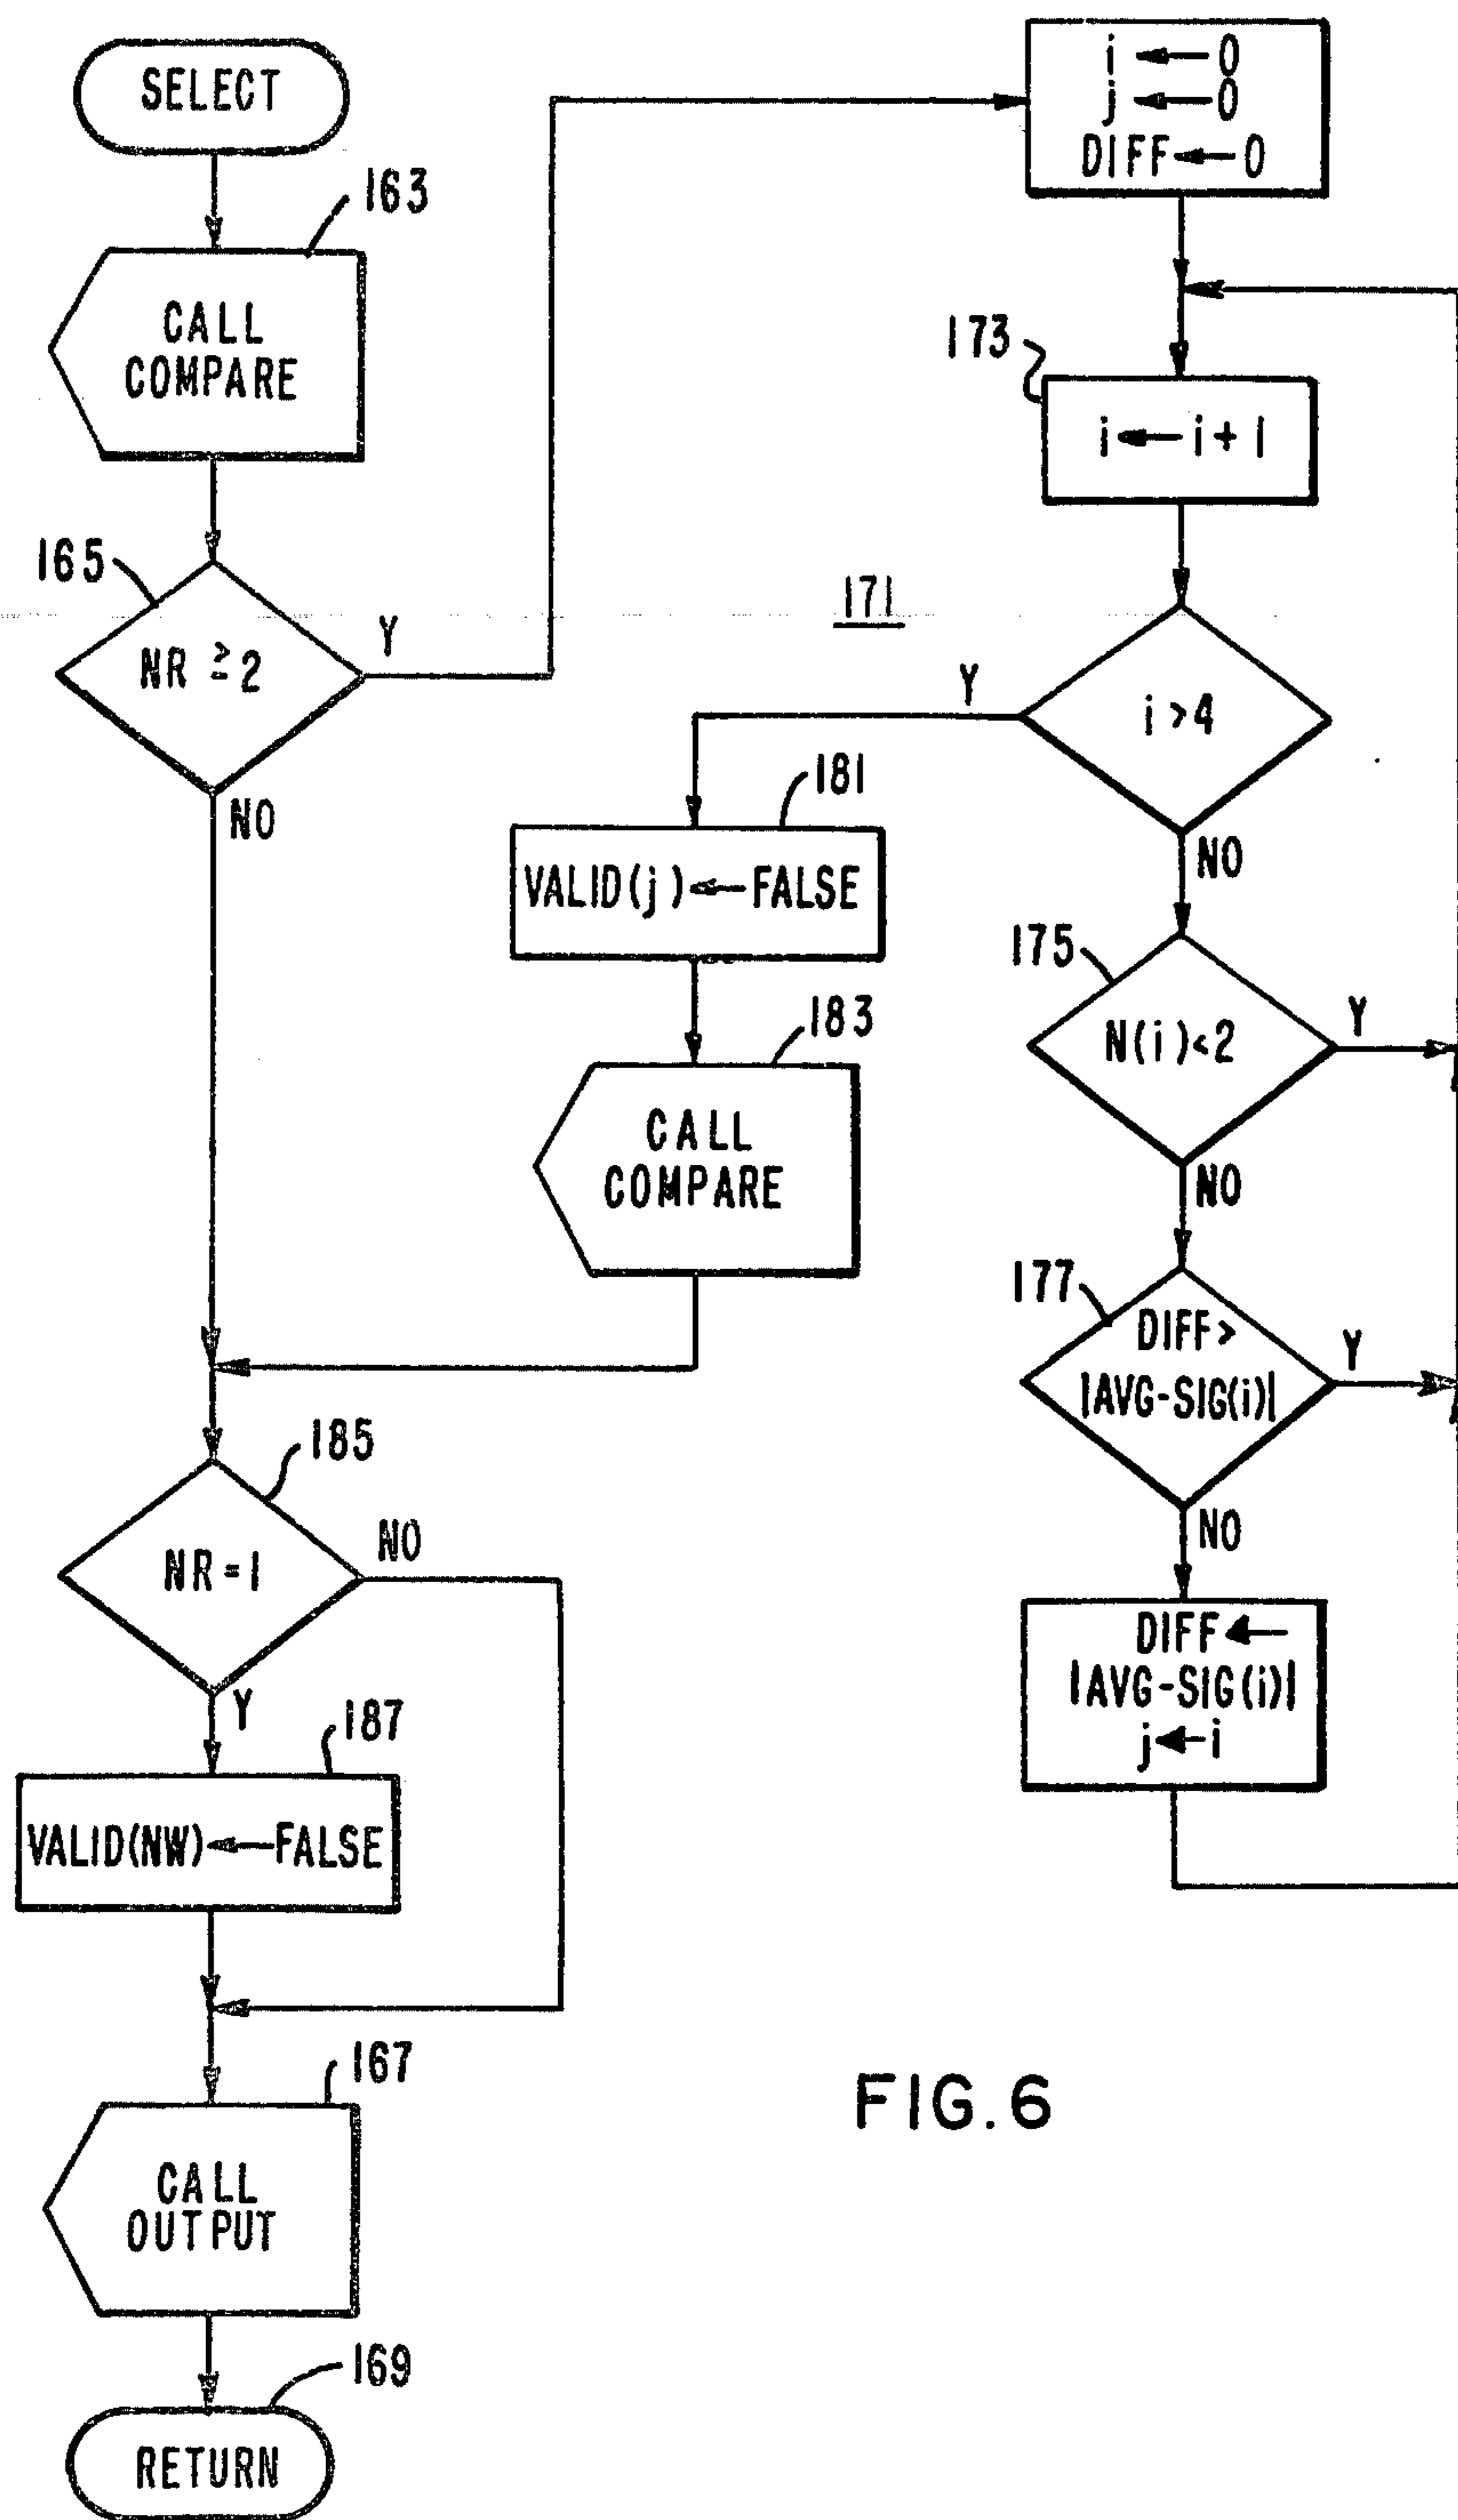 SELECT
163
CALL
COMPARE
165
NR ≥ 2
Y
NO
i ← 0
j ← 0
DIFF ← 0
173
i ← i + 1
171
i > 4
Y
NO
175
N(i) < 2
Y
NO
177
DIFF >
|AVG-SIG(i)|
Y
NO
DIFF ←
|AVG-SIG(i)|
j ← i
181
VALID(j) ← FALSE
183
CALL
COMPARE
185
NR = 1
NO
Y
187
VALID(NW) ← FALSE
167
CALL
OUTPUT
169
RETURN
FIG. 6